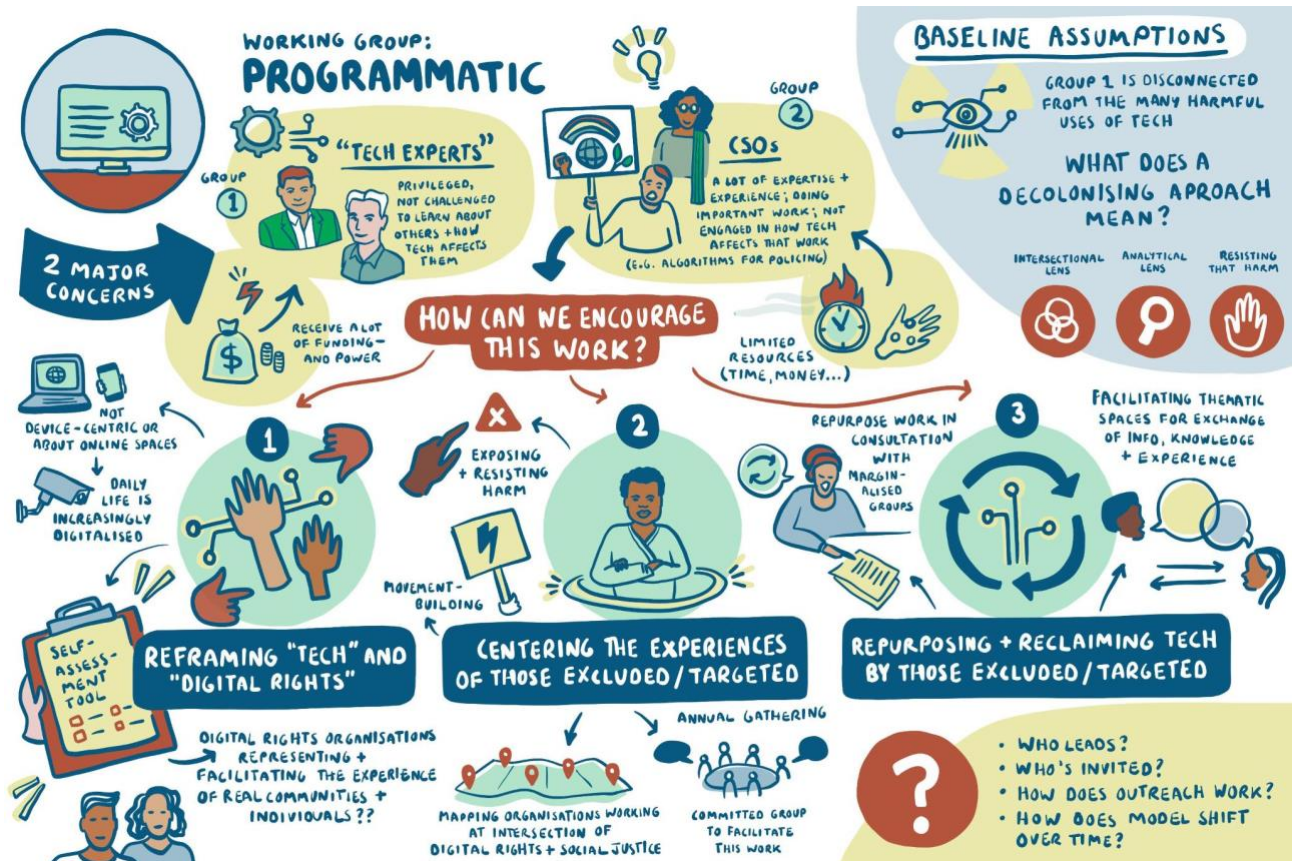 WORKING GROUP:
PROGRAMMATIC
2 MAJOR
CONCERNS
GROUP
1
"TECH EXPERTS"
PRIVILEGED,
NOT CHALLENGED
TO LEARN ABOUT
OTHERS + HOW
TECH AFFECTS
THEM
$
RECEIVE A LOT
OF FUNDING-
AND POWER
GROUP
2
CSOs
A LOT OF EXPERTISE +
EXPERIENCE; DOING
IMPORTANT WORK; NOT
ENGAGED IN HOW TECH
AFFECTS THAT WORK
(E.G. ALGORITHMS FOR POLICING)
LIMITED
RESOURCES
(TIME, MONEY...)
BASELINE ASSUMPTIONS
GROUP 1 IS DISCONNECTED
FROM THE MANY HARMFUL
USES OF TECH
WHAT DOES A
DECOLONISING APROACH
MEAN?
INTERSECTIONAL
LENS
ANALYTICAL
LENS
RESISTING
THAT HARM
HOW CAN WE ENCOURAGE
THIS WORK?
1
NOT
DEVICE-CENTRIC OR
ABOUT ONLINE SPACES
DAILY
LIFE IS
INCREASINGLY
DIGITALISED
REFRAMING "TECH" AND
"DIGITAL RIGHTS"
SELF-
ASSESS-
MENT
TOOL
DIGITAL RIGHTS ORGANISATIONS
REPRESENTING +
FACILITATING THE EXPERIENCE
OF REAL COMMUNITIES +
INDIVIDUALS??
2
X
EXPOSING
+ RESISTING
HARM
MOVEMENT-
BUILDING
CENTERING THE EXPERIENCES
OF THOSE EXCLUDED/TARGETED
MAPPING ORGANISATIONS WORKING
AT INTERSECTION OF
DIGITAL RIGHTS + SOCIAL JUSTICE
ANNUAL GATHERING
COMMITTED GROUP
TO FACILITATE
THIS WORK
3
REPURPOSE WORK IN
CONSULTATION
WITH
MARGIN-
ALISED
GROUPS
FACILITATING THEMATIC
SPACES FOR EXCHANGE
OF INFO, KNOWLEDGE
+ EXPERIENCE
REPURPOSING + RECLAIMING TECH
BY THOSE EXCLUDED/TARGETED
?
• WHO LEADS?
• WHO'S INVITED?
• HOW DOES OUTREACH WORK?
• HOW DOES MODEL SHIFT
OVER TIME?